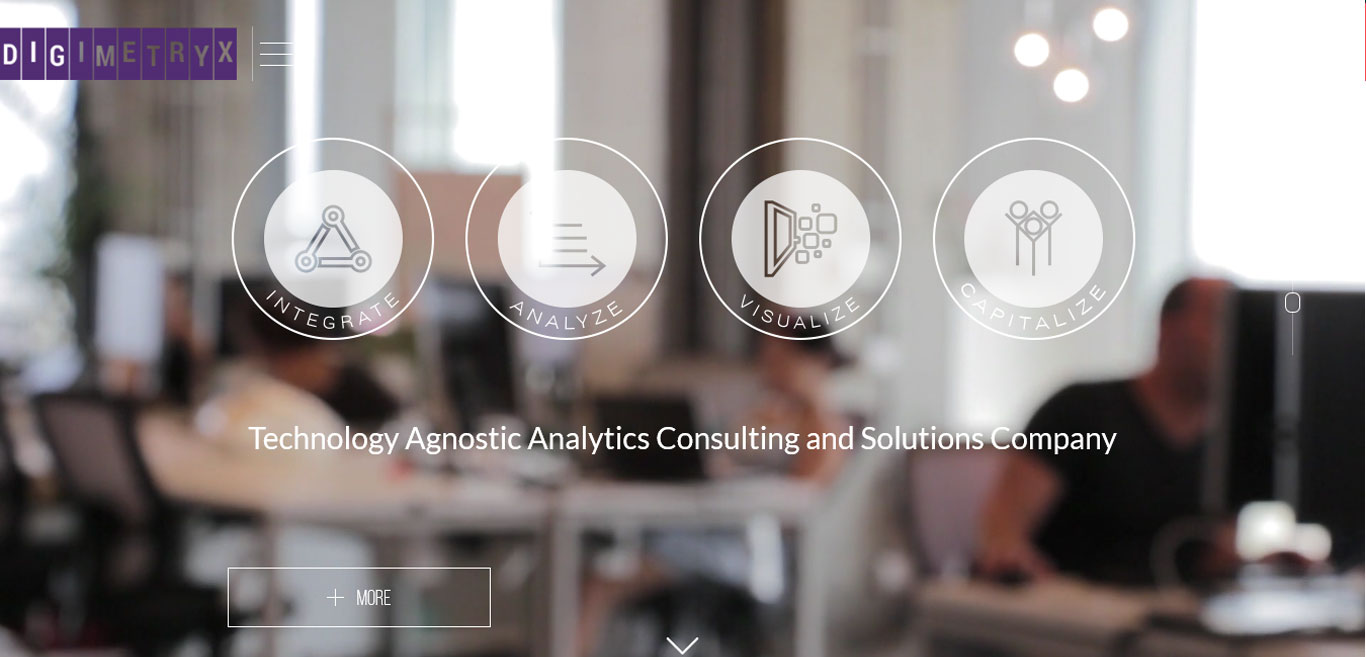 DIGIMETRYX
INTEGRATE
ANALYZE
VISUALIZE
CAPITALIZE
Technology Agnostic Analytics Consulting and Solutions Company
MORE